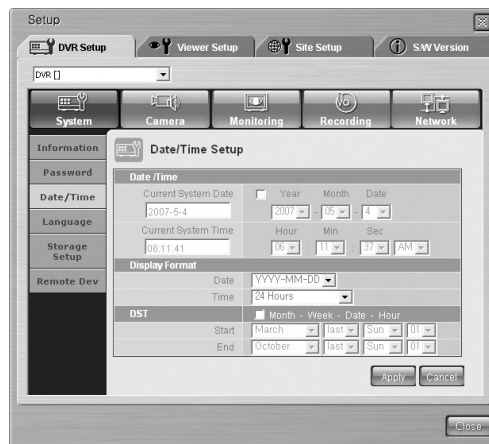 Setup
DVR Setup Viewer Setup Site Setup S/W Version
DVR []
System Camera Monitoring Recording Network
Information
Password
Date/Time
Language
Storage
Setup
Remote Dev
Date/Time Setup
Date /Time
Current System Date Year Month Date
2007-5-4 2007 - 05 - 4
Current System Time Hour Min Sec
06:11:41 06 : 11 : 37 AM
Display Format
Date YYYY-MM-DD
Time 24 Hours
DST Month - Week - Date - Hour
Start March last Sun 01
End October last Sun 01
Apply Cancel
Close